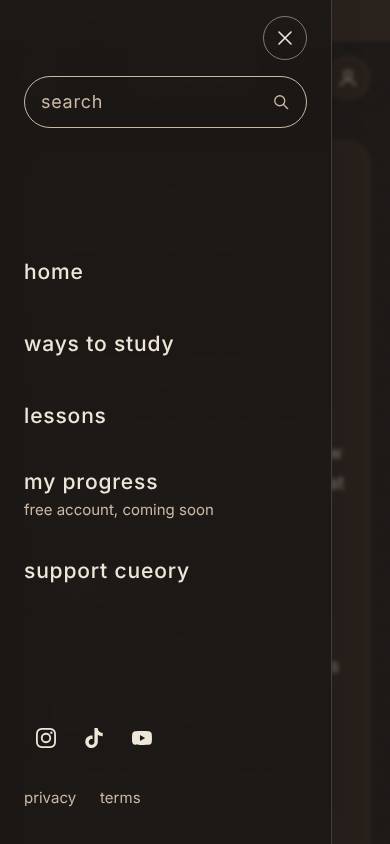 search
home
ways to study
lessons
my progress
free account, coming soon
support cueory
privacy terms